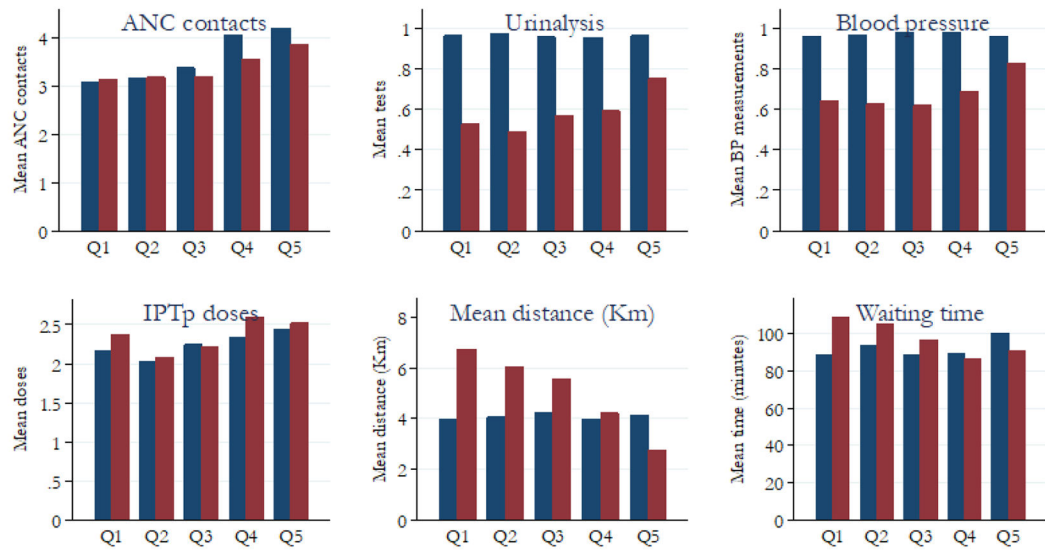 ANC contacts
Mean ANC contacts
4
3
2
1
0
Q1 Q2 Q3 Q4 Q5
Urinalysis
Mean tests
1
.8
.6
.4
.2
0
Q1 Q2 Q3 Q4 Q5
Blood pressure
Mean BP measurements
1
.8
.6
.4
.2
0
Q1 Q2 Q3 Q4 Q5
IPTp doses
Mean doses
2.5
2
1.5
1
.5
0
Q1 Q2 Q3 Q4 Q5
Mean distance (Km)
Mean distance (Km)
8
6
4
2
0
Q1 Q2 Q3 Q4 Q5
Waiting time
Mean time (minutes)
100
80
60
40
20
0
Q1 Q2 Q3 Q4 Q5